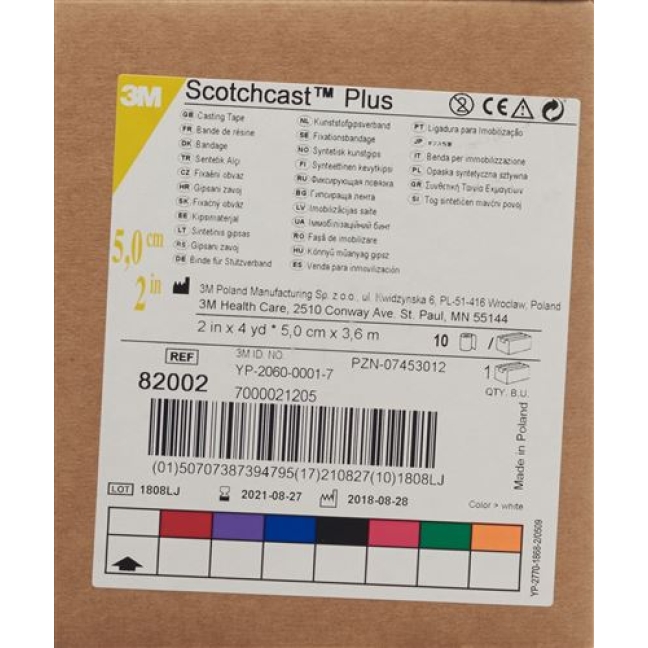 3M Scotchcast™ Plus CE
GB Casting Tape
FR Bande de résine
DK Bandage
TR Sentetik Alçı
CZ Fixační obvaz
HR Gipsani zavoj
SK Fixačný obväz
EE Kipsmaterjal
LT Sintetinis gipsas
RS Gipsani zavoj
DE Binde für Stützverband
NL Kunststofgipsverband
SE Fixationsbandage
NO Syntetisk kunstgips
FI Synteettinen kevytkipsi
RU Фиксирующая повязка
BG Гипсираща лента
LV Imobilizācijas saite
UA Іммобілізаційний бинт
RO Fașă de imobilizare
HU Könnyű műanyag gipsz
ES Venda para inmovilización
PT Ligadura para Imobilização
JP
IT Benda per immobilizzazione
PL Opaska syntetyczna sztywna
GR Συνθετική Ταινία Εκμαγείων
SI Tog sintetičen mavčni povoj
5,0 cm
2 in
3M Poland Manufacturing Sp. z o.o., ul. Kwidzyńska 6, PL-51-416 Wrocław, Poland
3M Health Care, 2510 Conway Ave. St. Paul, MN 55144
2 in x 4 yd * 5,0 cm x 3,6 m
10 /
REF
82002
3M ID. NO.
YP-2060-0001-7
7000021205
PZN-07453012
1
QTY. B.U.
(01)50707387394795(17)210827(10)1808LJ
Made in Poland
LOT 1808LJ
2021-08-27
2018-08-28
Color > white
YP-2770-1868-2/0509